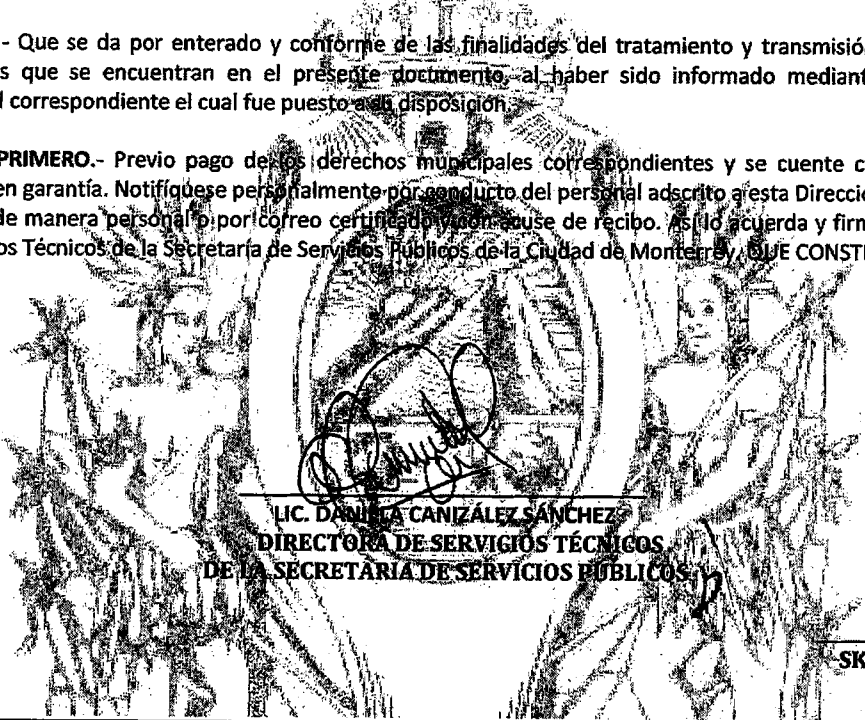 .- Que se da por enterado y conforme de las finalidades del tratamiento y transmisió
s que se encuentran en el presente documento, al haber sido informado mediant
l correspondiente el cual fue puesto a su disposición.
PRIMERO.- Previo pago de los derechos municipales correspondientes y se cuente c
en garantía. Notifíquese personalmente por conducto del personal adscrito a esta Direcció
de manera personal o por correo certificado y con acuse de recibo. Así lo acuerda y firm
os Técnicos de la Secretaría de Servicios Públicos de la Ciudad de Monterrey, QUE CONSTE
LIC. DANIELA CANIZÁLEZ SÁNCHEZ
DIRECTORA DE SERVICIOS TÉCNICOS
DE LA SECRETARIA DE SERVICIOS PÚBLICOS
SK